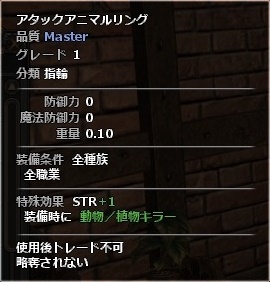 アタックアニマルリング
品質 Master
グレード 1
分類 指輪
防御力 0
魔法防御力 0
重量 0.10
装備条件 全種族
全職業
特殊効果 STR+1
装備時に 動物／植物キラー
使用後トレード不可
略奪されない